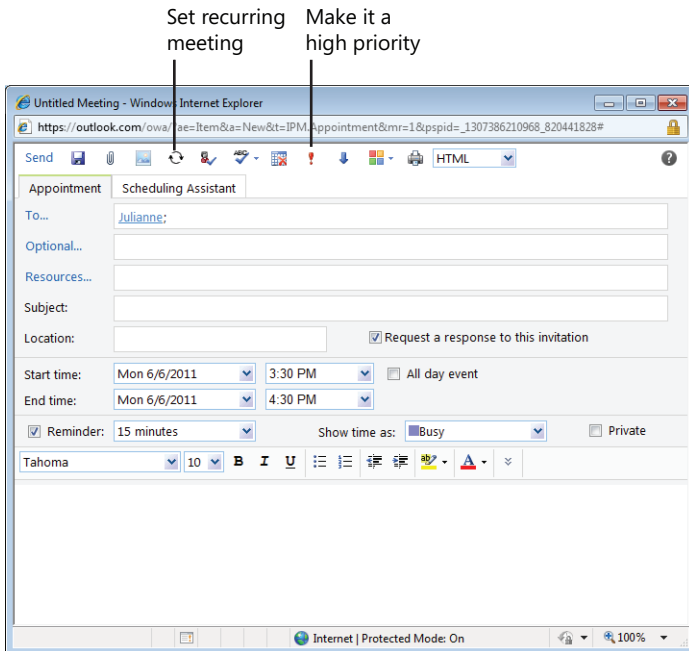 Set recurring meeting
Make it a high priority
Untitled Meeting - Windows Internet Explorer
https://outlook.com/owa/?ae=Item&a=New&t=IPM.Appointment&mr=1&pspid=_1307386210968_820441828#
Send HTML
Appointment Scheduling Assistant
To... Julianne;
Optional...
Resources...
Subject:
Location: Request a response to this invitation
Start time: Mon 6/6/2011 3:30 PM All day event
End time: Mon 6/6/2011 4:30 PM
Reminder: 15 minutes Show time as: Busy Private
Tahoma 10 B I U A
Internet | Protected Mode: On 100%